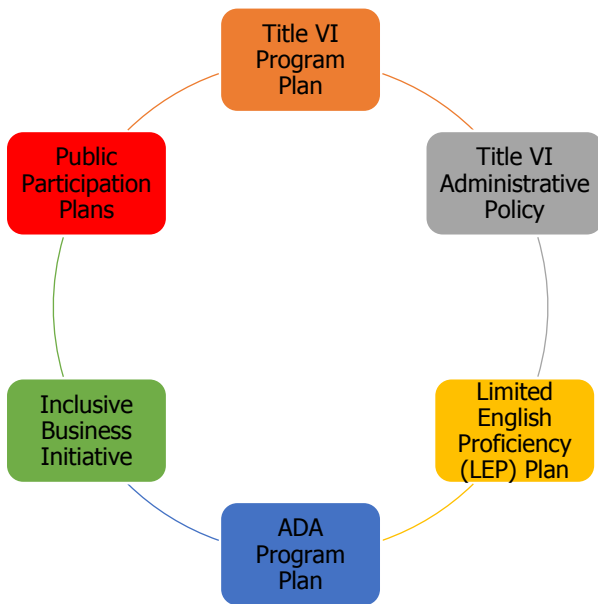 Title VI
Program
Plan
Title VI
Administrative
Policy
Limited
English
Proficiency
(LEP) Plan
ADA
Program
Plan
Inclusive
Business
Initiative
Public
Participation
Plans